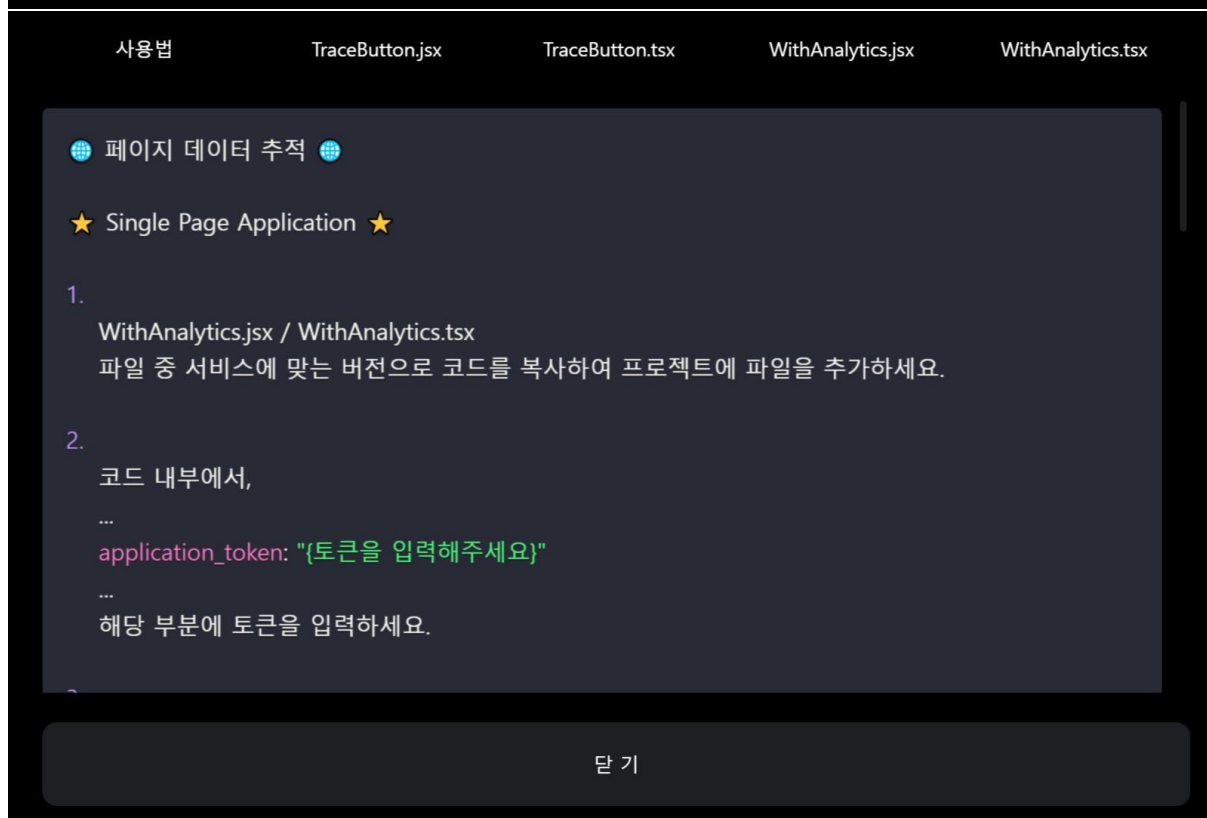 사용법 TraceButton.jsx TraceButton.tsx WithAnalytics.jsx WithAnalytics.tsx
🌐 페이지 데이터 추적 🌐
⭐ Single Page Application ⭐
1.
WithAnalytics.jsx / WithAnalytics.tsx
파일 중 서비스에 맞는 버전으로 코드를 복사하여 프로젝트에 파일을 추가하세요.
2.
코드 내부에서,
...
application_token: "{토큰을 입력해주세요}"
...
해당 부분에 토큰을 입력하세요.
닫 기